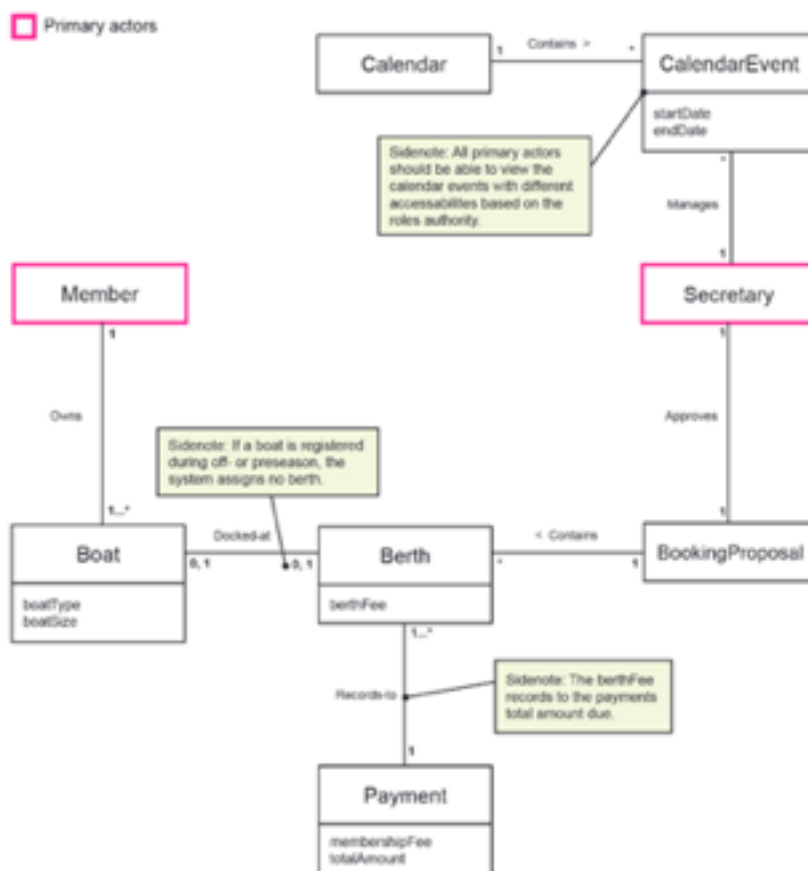 Primary actors
Calendar
1
Contains >
*
CalendarEvent
startDate
endDate
Sidenote: All primary actors
should be able to view the
calendar events with different
accessabilites based on the
roles authority.
*
Manages
1
Member
Secretary
1
1
Owns
Approves
Sidenote: If a boat is registered
during off- or preseason, the
system assigns no berth.
1...*
1
Boat
Docked-at
Berth
< Contains
BookingProposal
0, 1
0, 1
*
1
boatType
boatSize
berthFee
1...*
Records-to
Sidenote: The berthFee
records to the payments
total amount due.
1
Payment
membershipFee
totalAmount